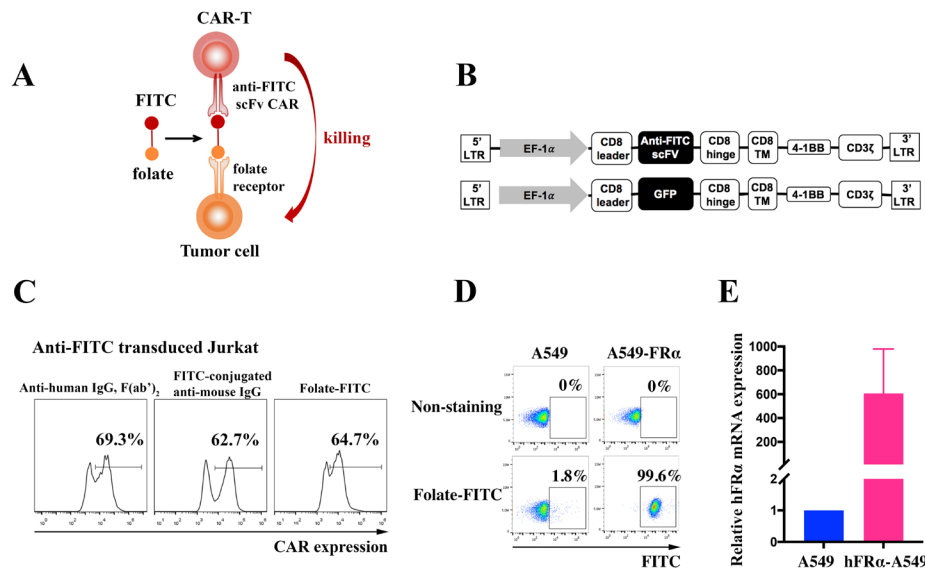 A
CAR-T
anti-FITC
scFv CAR
FITC
folate
killing
folate
receptor
Tumor cell
B
5'
LTR
EF-1α
CD8
leader
Anti-FITC
scFV
CD8
hinge
CD8
TM
4-1BB
CD3ζ
3'
LTR
5'
LTR
EF-1α
CD8
leader
GFP
CD8
hinge
CD8
TM
4-1BB
CD3ζ
3'
LTR
C
Anti-FITC transduced Jurkat
Anti-human IgG, F(ab')2
FITC-conjugated
anti-mouse IgG
Folate-FITC
69.3%
62.7%
64.7%
CAR expression
D
A549
A549-FRα
Non-staining
0%
0%
Folate-FITC
1.8%
99.6%
FITC
E
Relative hFRα mRNA expression
1000
800
600
400
200
2
1
0
A549
hFRα-A549